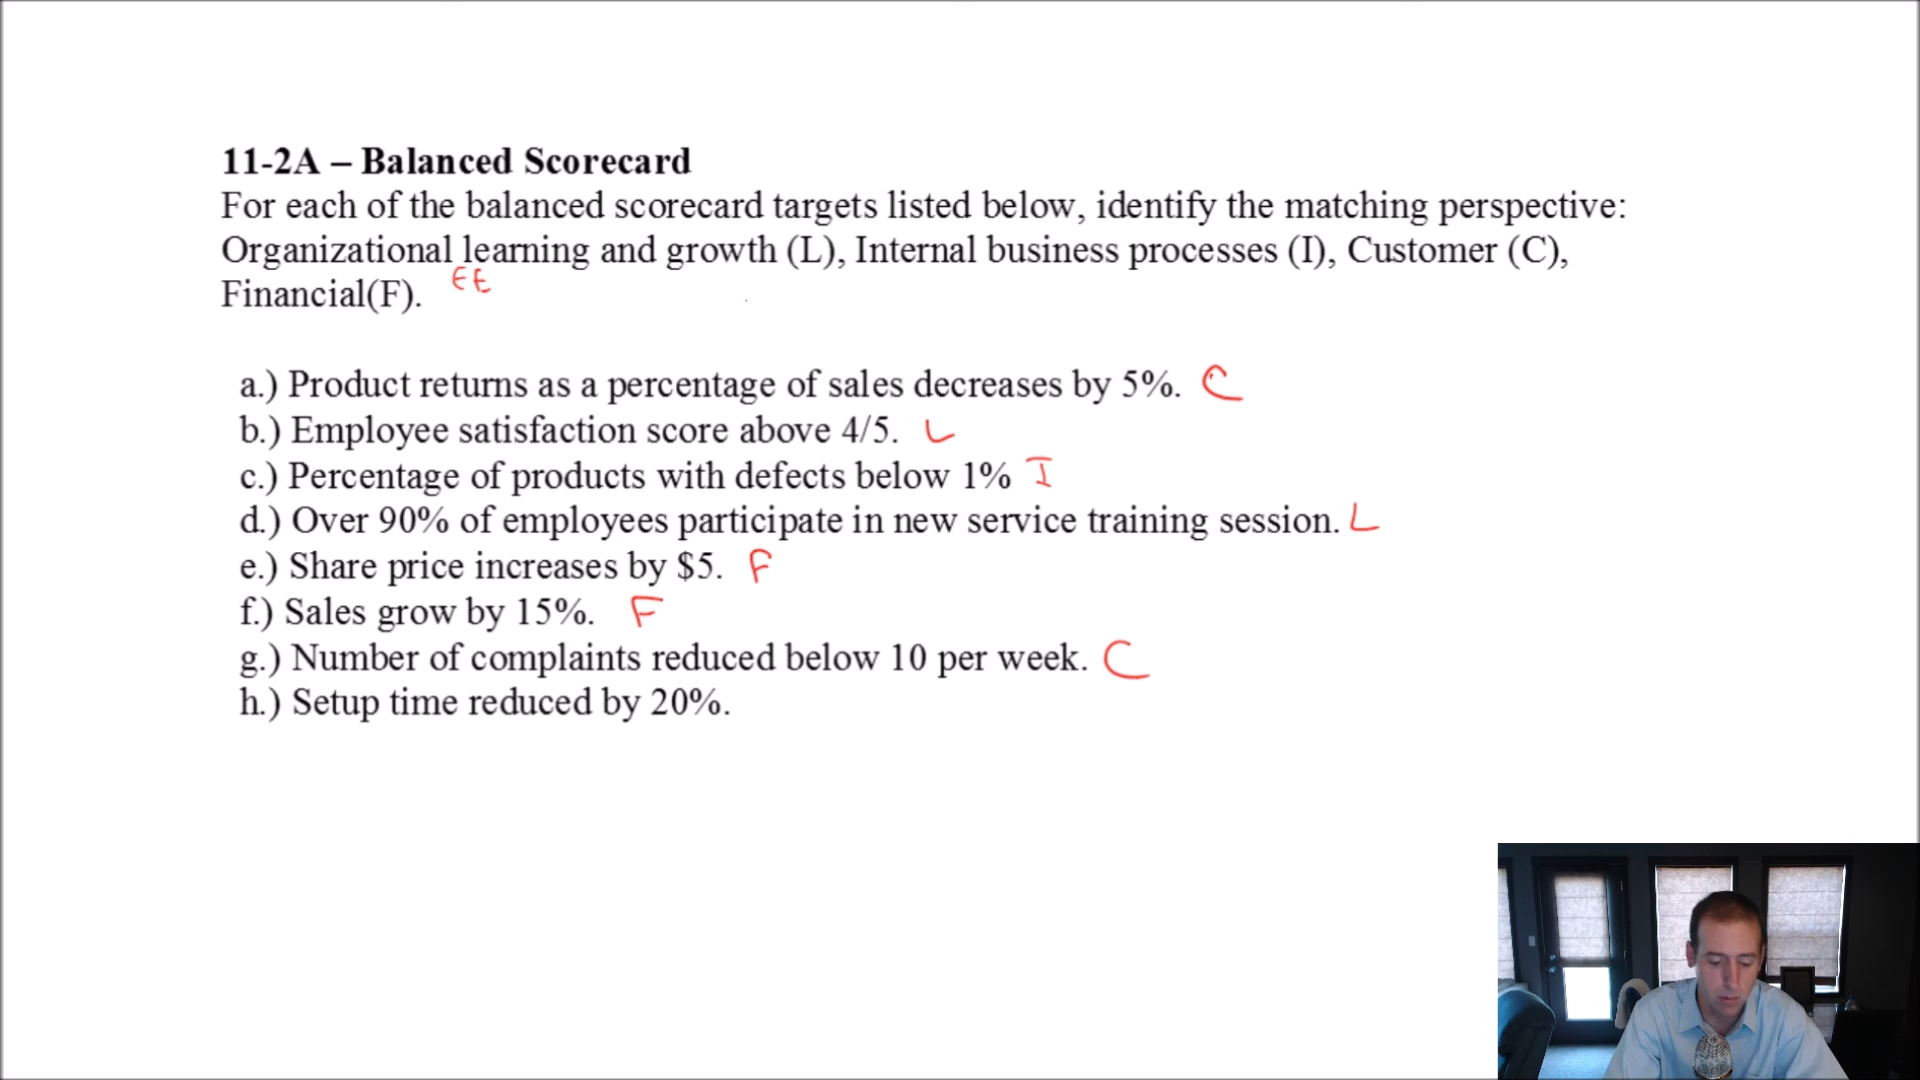 11-2A – Balanced Scorecard
For each of the balanced scorecard targets listed below, identify the matching perspective:
Organizational learning and growth (L), Internal business processes (I), Customer (C),
Financial(F). EE
a.) Product returns as a percentage of sales decreases by 5%. C
b.) Employee satisfaction score above 4/5. L
c.) Percentage of products with defects below 1% I
d.) Over 90% of employees participate in new service training session. L
e.) Share price increases by $5. F
f.) Sales grow by 15%. F
g.) Number of complaints reduced below 10 per week. C
h.) Setup time reduced by 20%.